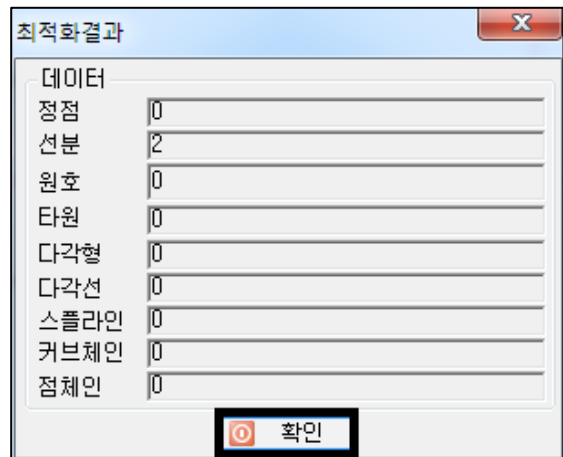 최적화결과
데이터
정점 0
선분 2
원호 0
타원 0
다각형 0
다각선 0
스플라인 0
커브체인 0
점체인 0
확인